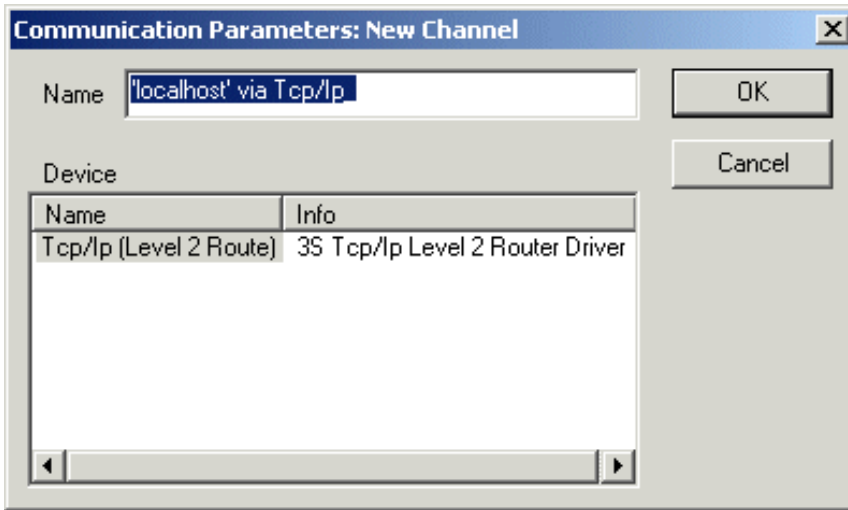 Communication Parameters: New Channel
Name 'localhost' via Tcp/Ip_ OK
Cancel
Device
Name Info
Tcp/Ip (Level 2 Route) 3S Tcp/Ip Level 2 Router Driver